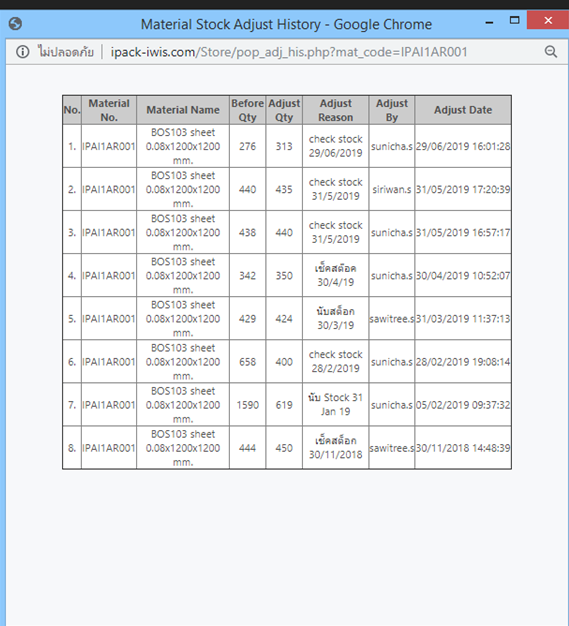 Material Stock Adjust History - Google Chrome
ไม่ปลอดภัย | ipack-iwis.com/Store/pop_adj_his.php?mat_code=IPAI1AR001
No. Material No. Material Name Before Qty Adjust Qty Adjust Reason Adjust By Adjust Date
1. IPAI1AR001 BOS103 sheet 0.08x1200x1200 mm. 276 313 check stock 29/06/2019 sunicha.s 29/06/2019 16:01:28
2. IPAI1AR001 BOS103 sheet 0.08x1200x1200 mm. 440 435 check stock 31/5/2019 siriwan.s 31/05/2019 17:20:39
3. IPAI1AR001 BOS103 sheet 0.08x1200x1200 mm. 438 440 check stock 31/5/2019 sunicha.s 31/05/2019 16:57:17
4. IPAI1AR001 BOS103 sheet 0.08x1200x1200 mm. 342 350 เช็คสต๊อค 30/4/19 sunicha.s 30/04/2019 10:52:07
5. IPAI1AR001 BOS103 sheet 0.08x1200x1200 mm. 429 424 นับสต็อก 30/3/19 sawitree.s 31/03/2019 11:37:13
6. IPAI1AR001 BOS103 sheet 0.08x1200x1200 mm. 658 400 check stock 28/2/2019 sunicha.s 28/02/2019 19:08:14
7. IPAI1AR001 BOS103 sheet 0.08x1200x1200 mm. 1590 619 นับ Stock 31 Jan 19 sunicha.s 05/02/2019 09:37:32
8. IPAI1AR001 BOS103 sheet 0.08x1200x1200 mm. 444 450 เช็คสต็อก 30/11/2018 sawitree.s 30/11/2018 14:48:39